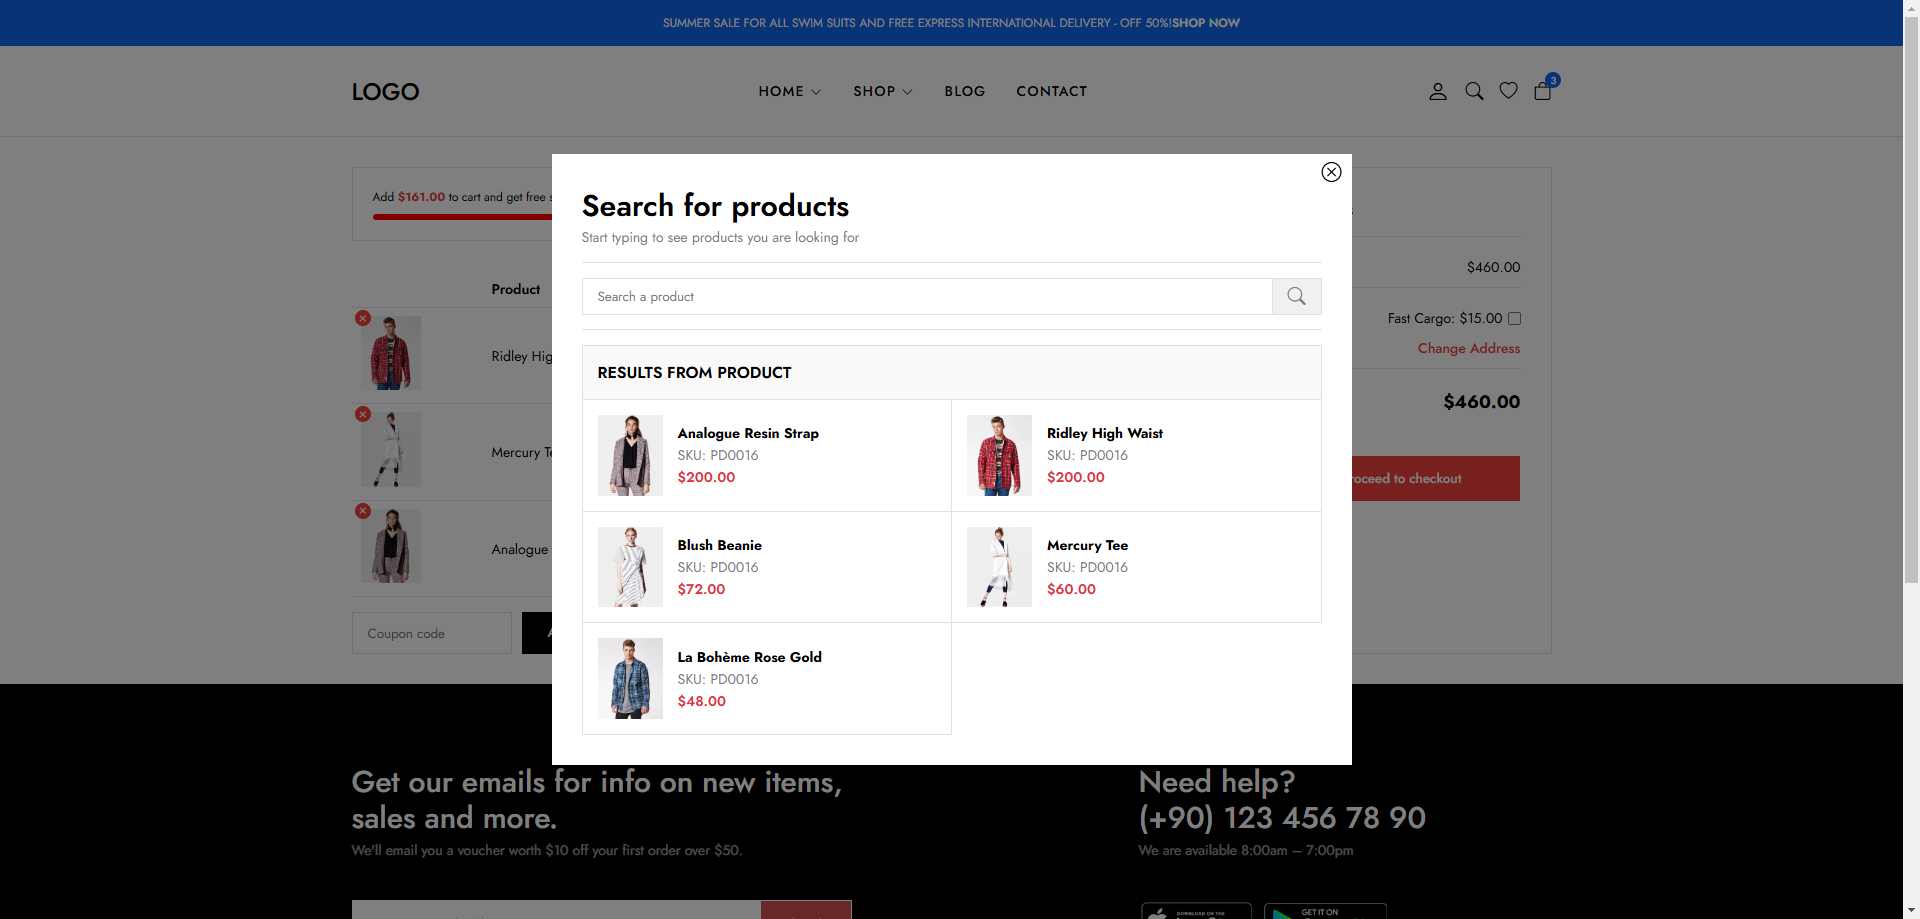 SUMMER SALE FOR ALL SWIM SUITS AND FREE EXPRESS INTERNATIONAL DELIVERY - OFF 50%!SHOP NOW
LOGO
HOME
SHOP
BLOG
CONTACT
3
Add $161.00 to cart and get free
Product
Ridley Hig
Mercury Te
Analogue
Coupon code
Search for products
Start typing to see products you are looking for
Search a product
RESULTS FROM PRODUCT
Analogue Resin Strap
SKU: PD0016
$200.00
Ridley High Waist
SKU: PD0016
$200.00
Blush Beanie
SKU: PD0016
$72.00
Mercury Tee
SKU: PD0016
$60.00
La Bohème Rose Gold
SKU: PD0016
$48.00
$460.00
Fast Cargo: $15.00
Change Address
$460.00
roceed to checkout
Get our emails for info on new items,
sales and more.
We'll email you a voucher worth $10 off your first order over $50.
Need help?
(+90) 123 456 78 90
We are available 8:00am – 7:00pm
DOWNLOAD ON THE
GET IT ON